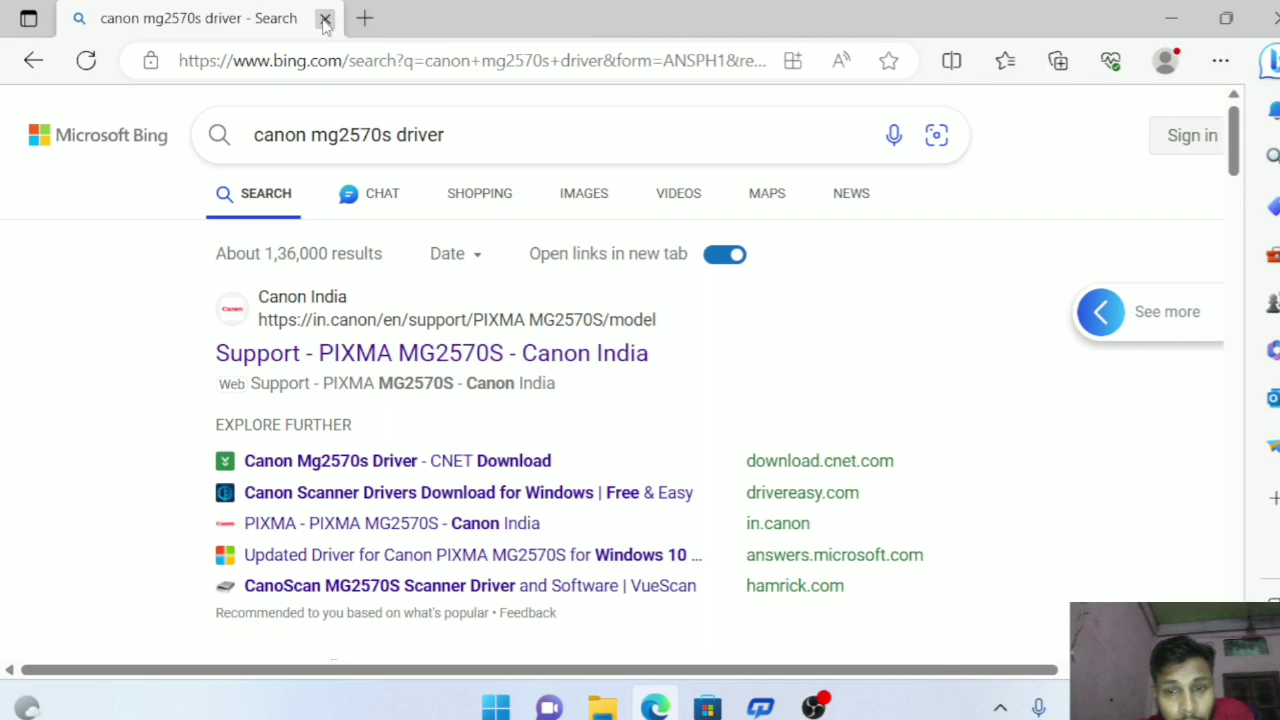 canon mg2570s driver - Search
https://www.bing.com/search?q=canon+mg2570s+driver&form=ANSPH1&re...
Microsoft Bing
canon mg2570s driver
Sign in
SEARCH
CHAT
SHOPPING
IMAGES
VIDEOS
MAPS
NEWS
About 1,36,000 results
Date
Open links in new tab
Canon India
https://in.canon/en/support/PIXMA MG2570S/model
See more
Support - PIXMA MG2570S - Canon India
Web Support - PIXMA MG2570S - Canon India
EXPLORE FURTHER
Canon Mg2570s Driver - CNET Download download.cnet.com
Canon Scanner Drivers Download for Windows | Free & Easy drivereasy.com
PIXMA - PIXMA MG2570S - Canon India in.canon
Updated Driver for Canon PIXMA MG2570S for Windows 10 ... answers.microsoft.com
CanoScan MG2570S Scanner Driver and Software | VueScan hamrick.com
Recommended to you based on what's popular • Feedback